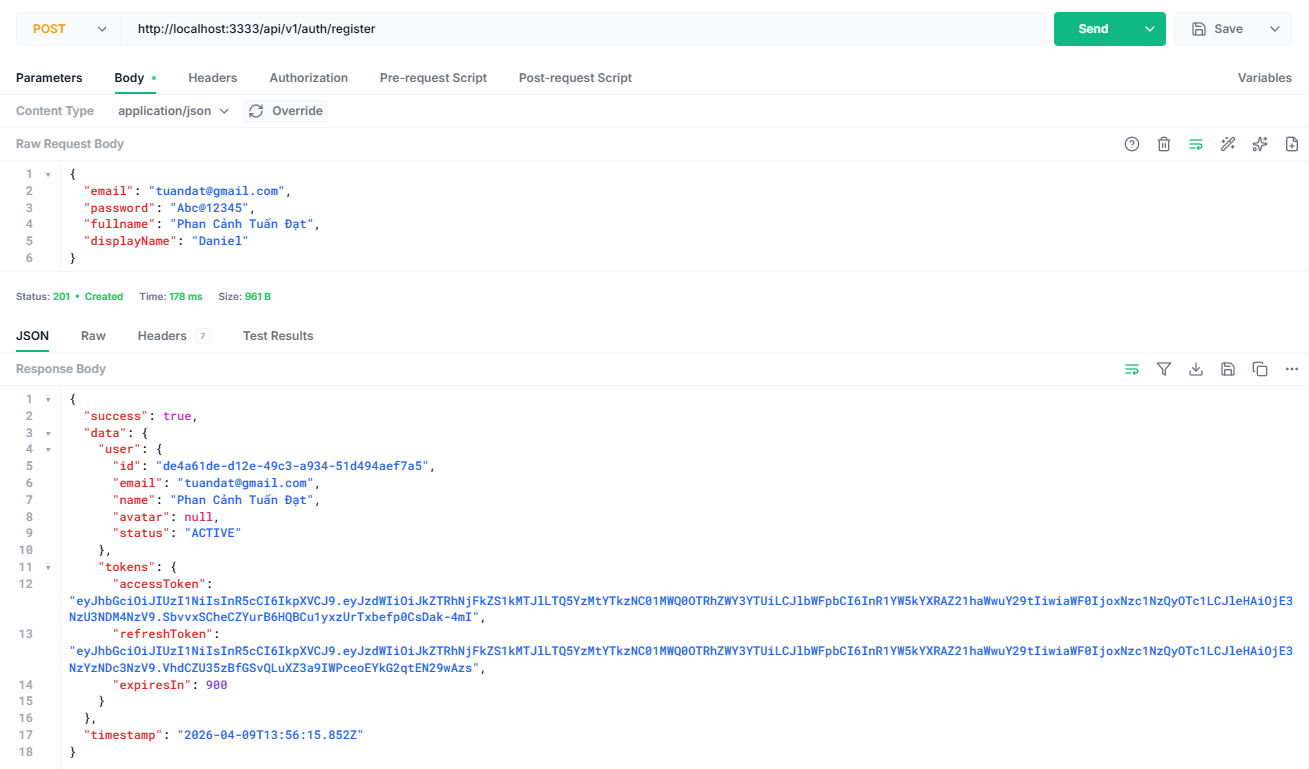 POST http://localhost:3333/api/v1/auth/register Send Save
Parameters Body Headers Authorization Pre-request Script Post-request Script Variables
Content Type application/json Override
Raw Request Body
1 {
2 "email": "tuandat@gmail.com",
3 "password": "Abc@12345",
4 "fullname": "Phan Cảnh Tuấn Đạt",
5 "displayName": "Daniel"
6 }
Status: 201 • Created Time: 178 ms Size: 961 B
JSON Raw Headers 7 Test Results
Response Body
1 {
2 "success": true,
3 "data": {
4 "user": {
5 "id": "de4a61de-d12e-49c3-a934-51d494aef7a5",
6 "email": "tuandat@gmail.com",
7 "name": "Phan Cảnh Tuấn Đạt",
8 "avatar": null,
9 "status": "ACTIVE"
10 },
11 "tokens": {
12 "accessToken":
"eyJhbGciOiJIUzI1NiIsInR5cCI6IkpXVCJ9.eyJzdWIiOiJkZTRhNjFkZS1kMTJlLTQ5YzMtYTkzNC01MWQ0OTRhZWY3YTUiLCJlbWFpbCI6InR1YW5kYXRAZ21haWwuY29tIiwiaWF0IjoxNzc1NzQyOTc1LCJleHAiOjE3
NzU3NDM4NzV9.SbvvxSCheCZYurB6HQBCu1yxzUrTxbefp0CsDak-4mI",
13 "refreshToken":
"eyJhbGciOiJIUzI1NiIsInR5cCI6IkpXVCJ9.eyJzdWIiOiJkZTRhNjFkZS1kMTJlLTQ5YzMtYTkzNC01MWQ0OTRhZWY3YTUiLCJlbWFpbCI6InR1YW5kYXRAZ21haWwuY29tIiwiaWF0IjoxNzc1NzQyOTc1LCJleHAiOjE3
NzYzNDc3NzV9.VhdCZU35zBfGSvQLuXZ3a9IWPceoEYkG2qtEN29wAzs",
14 "expiresIn": 900
15 }
16 },
17 "timestamp": "2026-04-09T13:56:15.852Z"
18 }